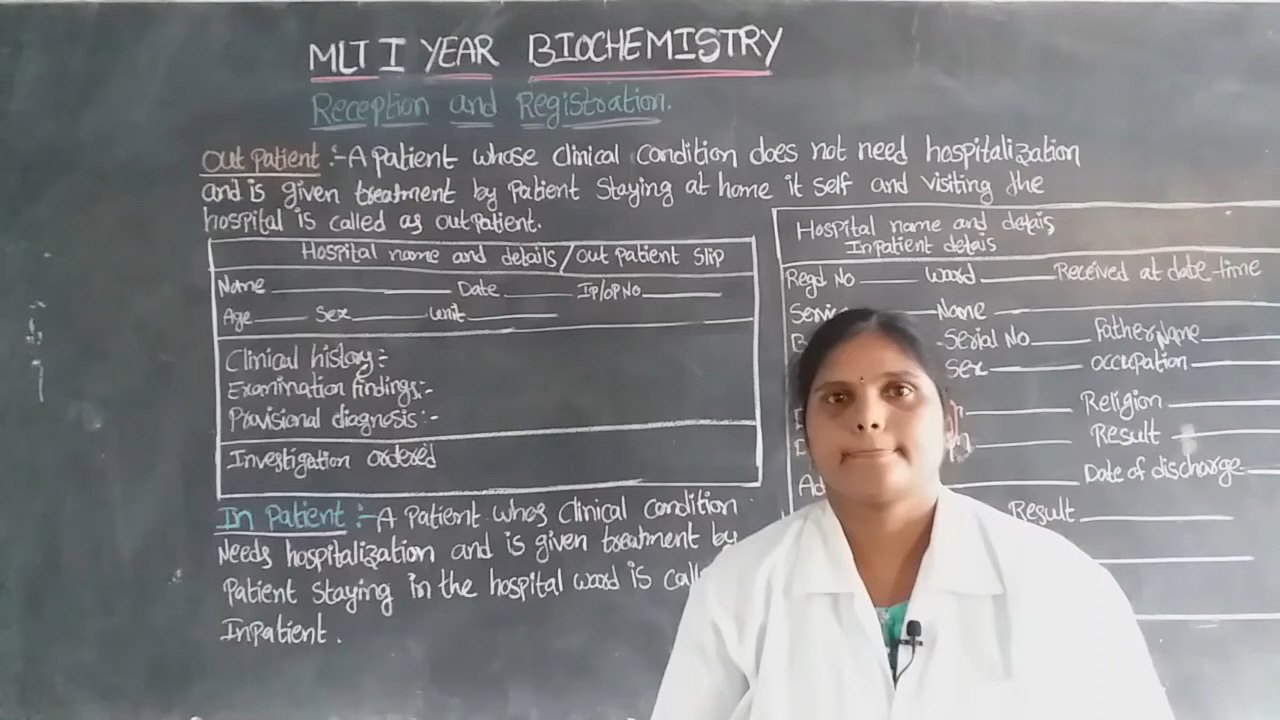 MLT I YEAR BIOCHEMISTRY
Reception and Registration.
Out Patient :- A Patient whose Clinical Condition does not need hospitalization
and is given treatment by Patient Staying at home it self and visiting the
hospital is called as outPatient.
Hospital name and details / Out Patient Slip
Name Date IP/OP NO
Age Sex Unit
Clinical history:-
Examination findings:-
Provisional diagnosis:-
Investigation ordered
In Patient :- A Patient whos Clinical Condition
Needs hospitalization and is given treatment by
Patient Staying in the hospital ward is
InPatient.
Hospital name and detais
InPatient detais
Regd No ward Received at date-time
Name
Serial No Father Name
Sex Occupation
Religion
Result
Date of discharge
Result